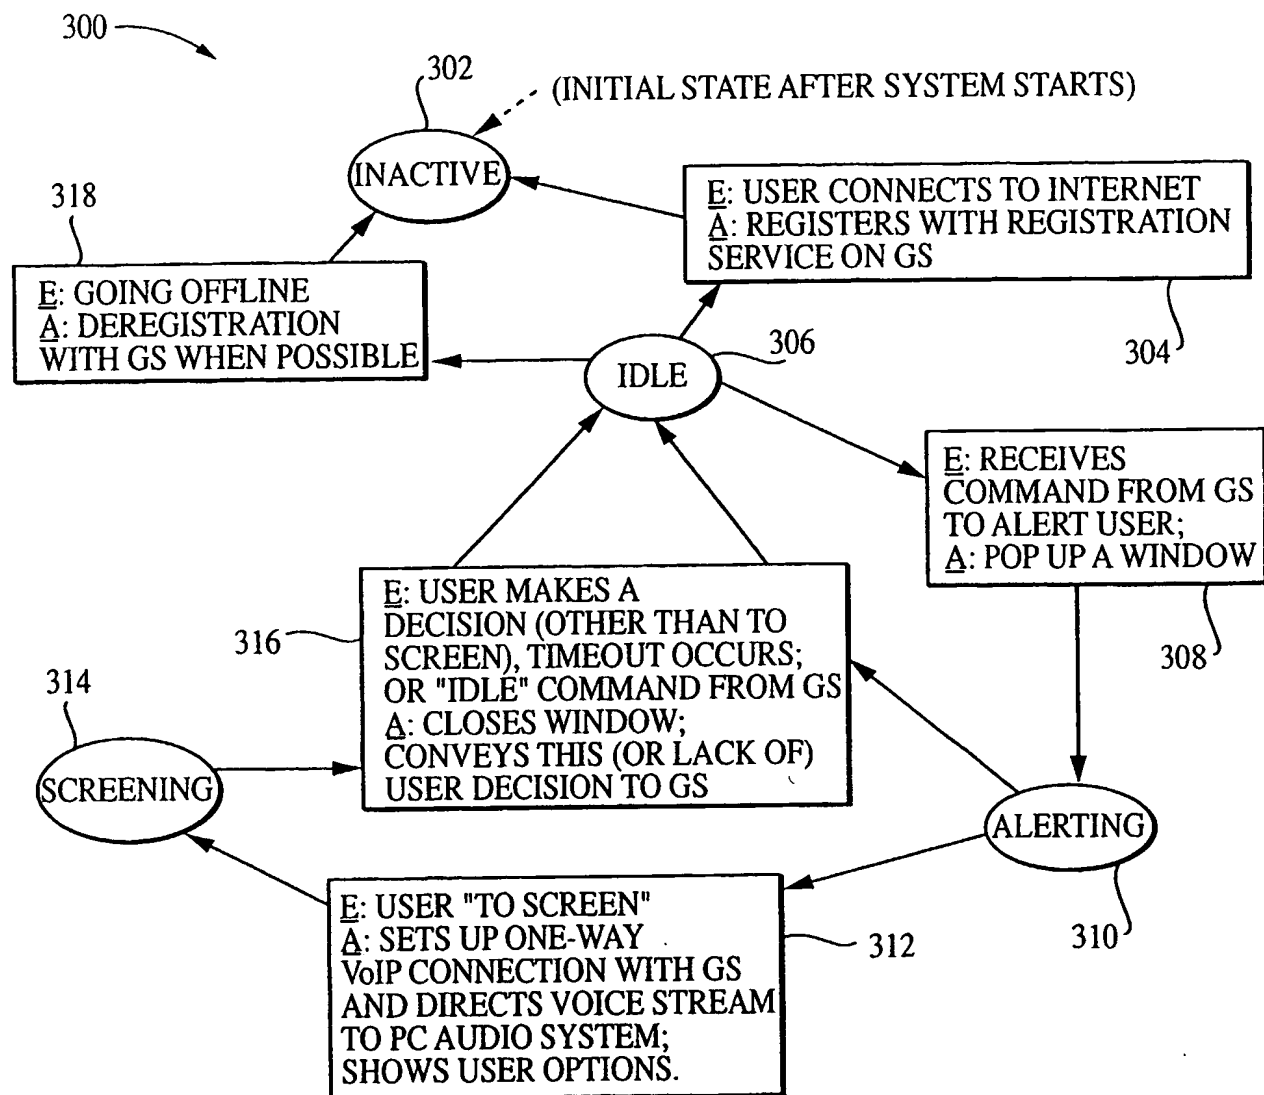 300
302
(INITIAL STATE AFTER SYSTEM STARTS)
INACTIVE
318
E: USER CONNECTS TO INTERNET
A: REGISTERS WITH REGISTRATION
SERVICE ON GS
304
E: GOING OFFLINE
A: DEREGISTRATION
WITH GS WHEN POSSIBLE
306
IDLE
E: RECEIVES
COMMAND FROM GS
TO ALERT USER;
A: POP UP A WINDOW
308
316
E: USER MAKES A
DECISION (OTHER THAN TO
SCREEN), TIMEOUT OCCURS;
OR "IDLE" COMMAND FROM GS
A: CLOSES WINDOW;
CONVEYS THIS (OR LACK OF)
USER DECISION TO GS
314
SCREENING
ALERTING
310
E: USER "TO SCREEN"
A: SETS UP ONE-WAY
VoIP CONNECTION WITH GS
AND DIRECTS VOICE STREAM
TO PC AUDIO SYSTEM;
SHOWS USER OPTIONS.
312